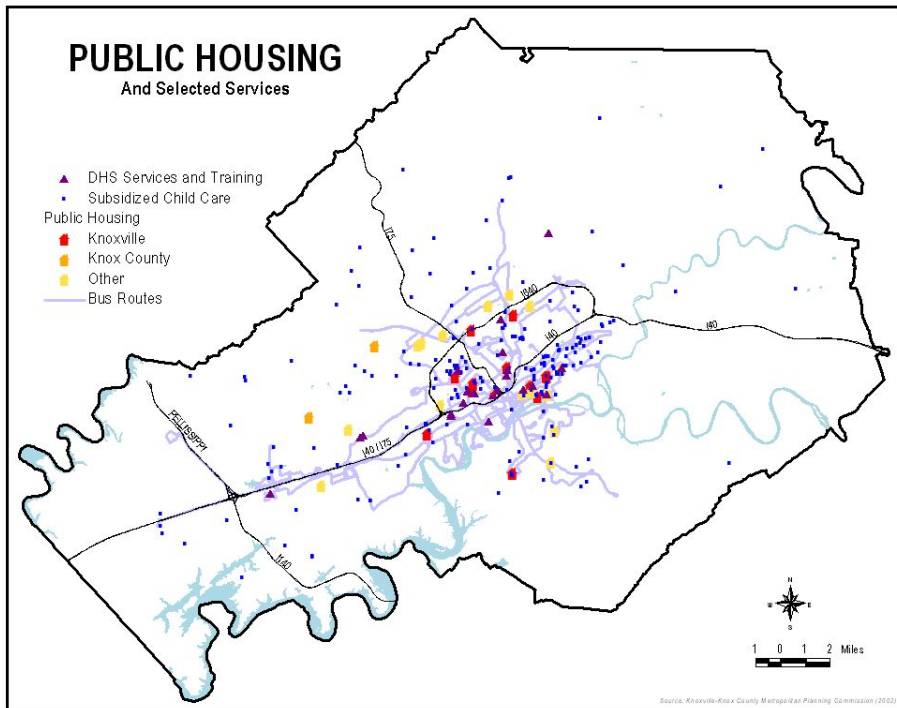 PUBLIC HOUSING
And Selected Services
DHS Services and Training
Subsidized Child Care
Public Housing
Knoxville
Knox County
Other
Bus Routes
I75
I640
I40
I40
I40 / I75
PELLISSIPPI
I140
N
W
E
S
1 0 1 2 Miles
Source: Knoxville-Knox County Metropolitan Planning Commission (2002)